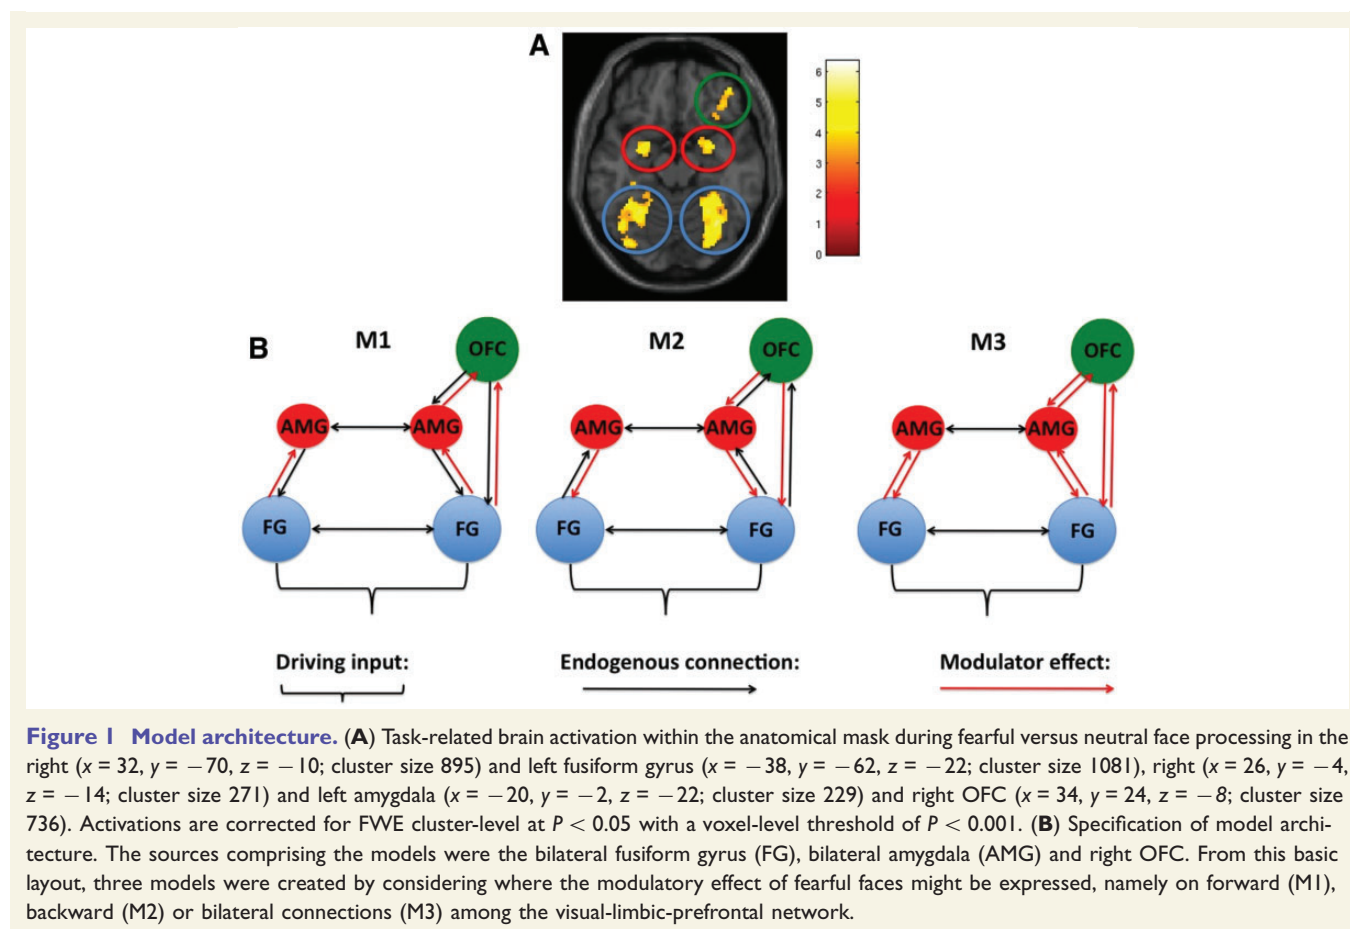 A
6
5
4
3
2
1
0
B
M1
M2
M3
OFC
OFC
OFC
AMG
AMG
AMG
AMG
AMG
AMG
FG
FG
FG
FG
FG
FG
Driving input:
Endogenous connection:
Modulator effect:
Figure 1 Model architecture. (A) Task-related brain activation within the anatomical mask during fearful versus neutral face processing in the
right (x = 32, y = −70, z = −10; cluster size 895) and left fusiform gyrus (x = −38, y = −62, z = −22; cluster size 1081), right (x = 26, y = −4,
z = −14; cluster size 271) and left amygdala (x = −20, y = −2, z = −22; cluster size 229) and right OFC (x = 34, y = 24, z = −8; cluster size
736). Activations are corrected for FWE cluster-level at P < 0.05 with a voxel-level threshold of P < 0.001. (B) Specification of model archi-
tecture. The sources comprising the models were the bilateral fusiform gyrus (FG), bilateral amygdala (AMG) and right OFC. From this basic
layout, three models were created by considering where the modulatory effect of fearful faces might be expressed, namely on forward (M1),
backward (M2) or bilateral connections (M3) among the visual-limbic-prefrontal network.